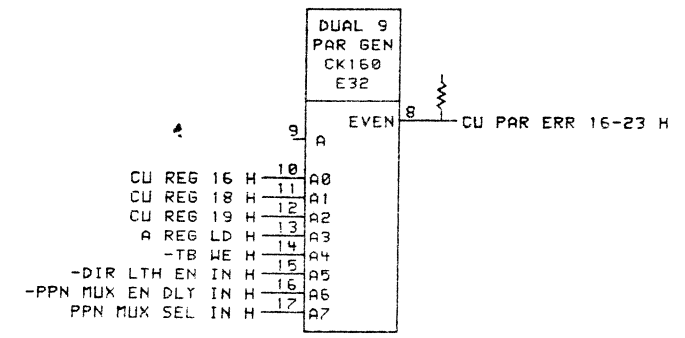 DUAL 9
PAR GEN
CK160
E32
EVEN 8 CU PAR ERR 16-23 H
9 A
CU REG 16 H 10 A0
CU REG 18 H 11 A1
CU REG 19 H 12 A2
A REG LD H 13 A3
-TB WE H 14 A4
-DIR LTH EN IN H 15 A5
-PPN MUX EN DLY IN H 16 A6
PPN MUX SEL IN H 17 A7